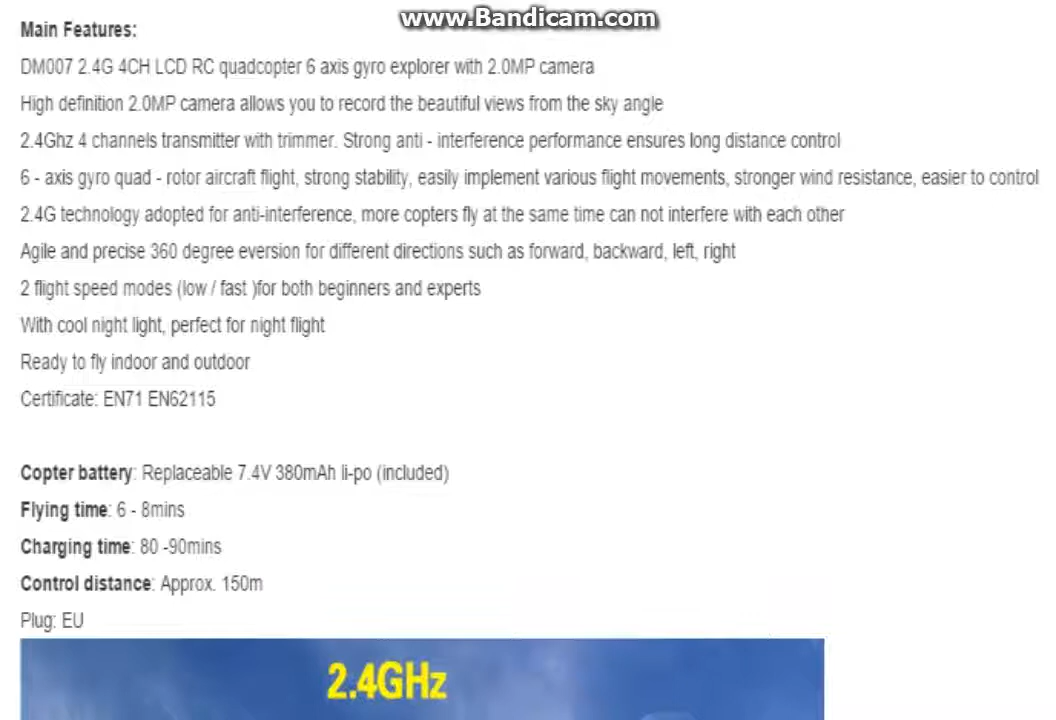 www.Bandicam.com
Main Features:
DM007 2.4G 4CH LCD RC quadcopter 6 axis gyro explorer with 2.0MP camera
High definition 2.0MP camera allows you to record the beautiful views from the sky angle
2.4Ghz 4 channels transmitter with trimmer. Strong anti - interference performance ensures long distance control
6 - axis gyro quad - rotor aircraft flight, strong stability, easily implement various flight movements, stronger wind resistance, easier to control
2.4G technology adopted for anti-interference, more copters fly at the same time can not interfere with each other
Agile and precise 360 degree eversion for different directions such as forward, backward, left, right
2 flight speed modes (low / fast )for both beginners and experts
With cool night light, perfect for night flight
Ready to fly indoor and outdoor
Certificate: EN71 EN62115
Copter battery: Replaceable 7.4V 380mAh li-po (included)
Flying time: 6 - 8mins
Charging time: 80 -90mins
Control distance: Approx. 150m
Plug: EU
2.4GHz